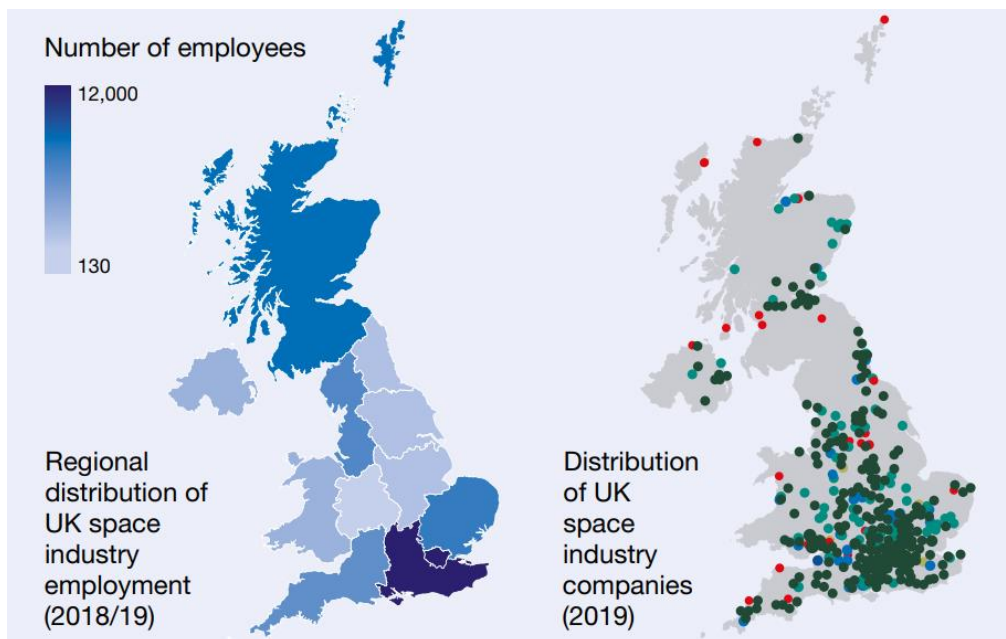 Number of employees
12,000
130
Regional
distribution of
UK space
industry
employment
(2018/19)
Distribution
of UK
space
industry
companies
(2019)